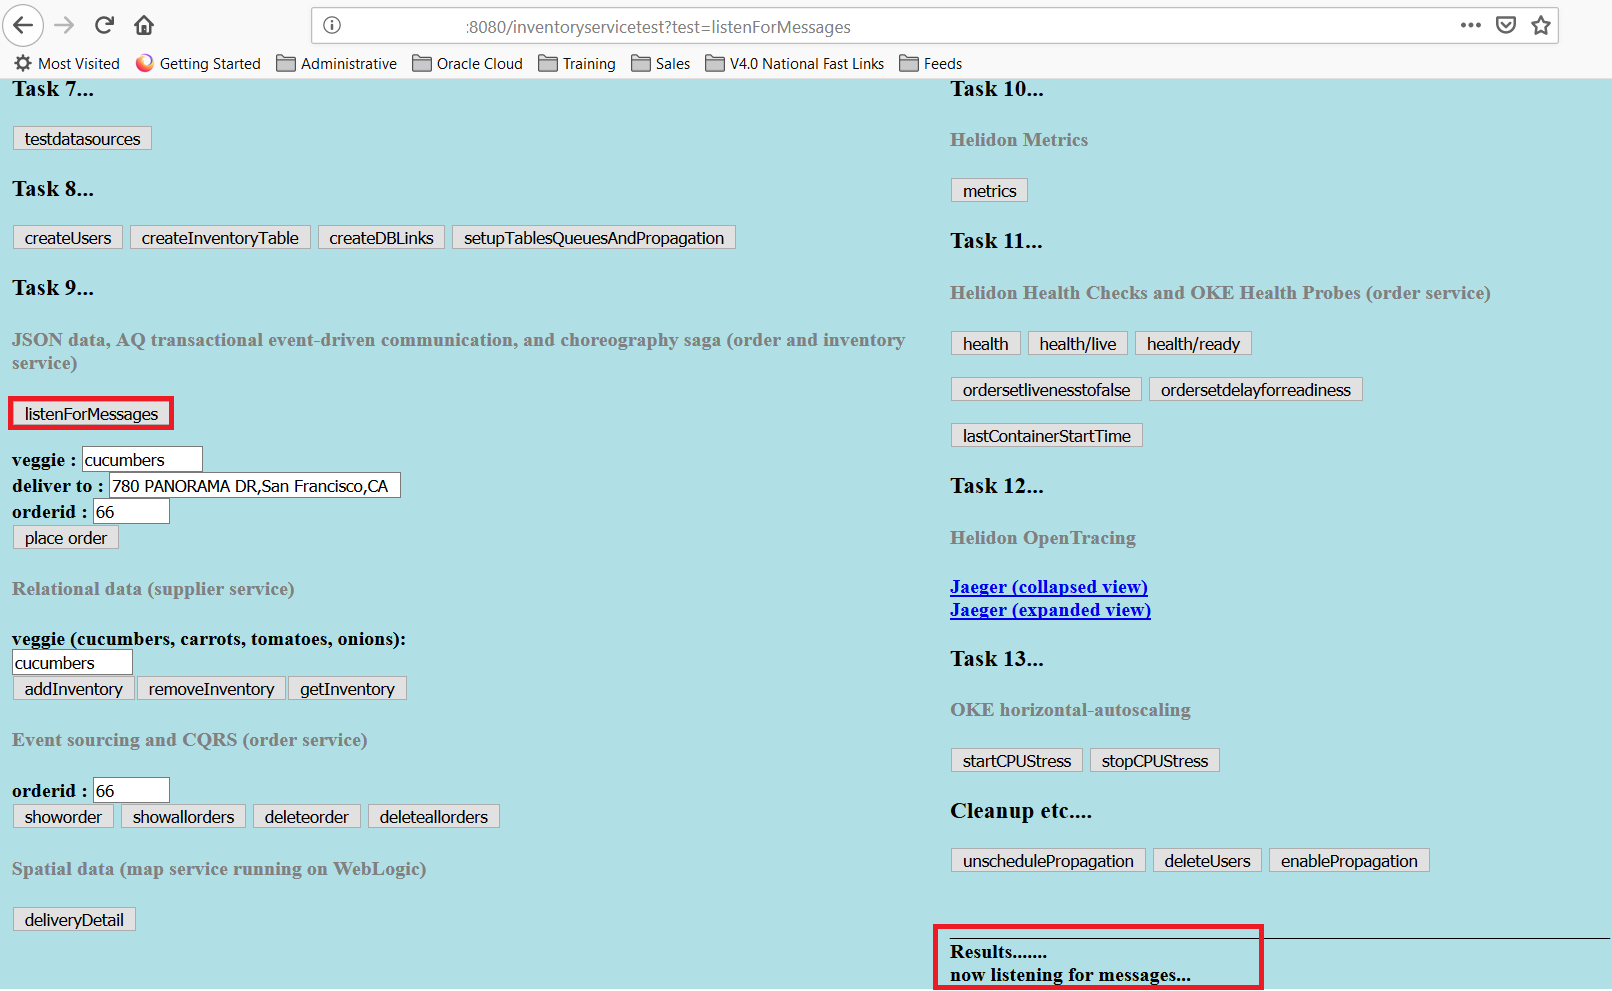 :8080/inventoryservicetest?test=listenForMessages
Most Visited Getting Started Administrative Oracle Cloud Training Sales V4.0 National Fast Links Feeds
Task 7...
testdatasources
Task 8...
createUsers createInventoryTable createDBLinks setupTablesQueuesAndPropagation
Task 9...
JSON data, AQ transactional event-driven communication, and choreography saga (order and inventory
service)
listenForMessages
veggie : cucumbers
deliver to : 780 PANORAMA DR,San Francisco,CA
orderid : 66
place order
Relational data (supplier service)
veggie (cucumbers, carrots, tomatoes, onions):
cucumbers
addInventory removeInventory getInventory
Event sourcing and CQRS (order service)
orderid : 66
showorder showallorders deleteorder deleteallorders
Spatial data (map service running on WebLogic)
deliveryDetail
Task 10...
Helidon Metrics
metrics
Task 11...
Helidon Health Checks and OKE Health Probes (order service)
health health/live health/ready
ordersetlivenesstofalse ordersetdelayforreadiness
lastContainerStartTime
Task 12...
Helidon OpenTracing
Jaeger (collapsed view)
Jaeger (expanded view)
Task 13...
OKE horizontal-autoscaling
startCPUStress stopCPUStress
Cleanup etc....
unschedulePropagation deleteUsers enablePropagation
Results.......
now listening for messages...